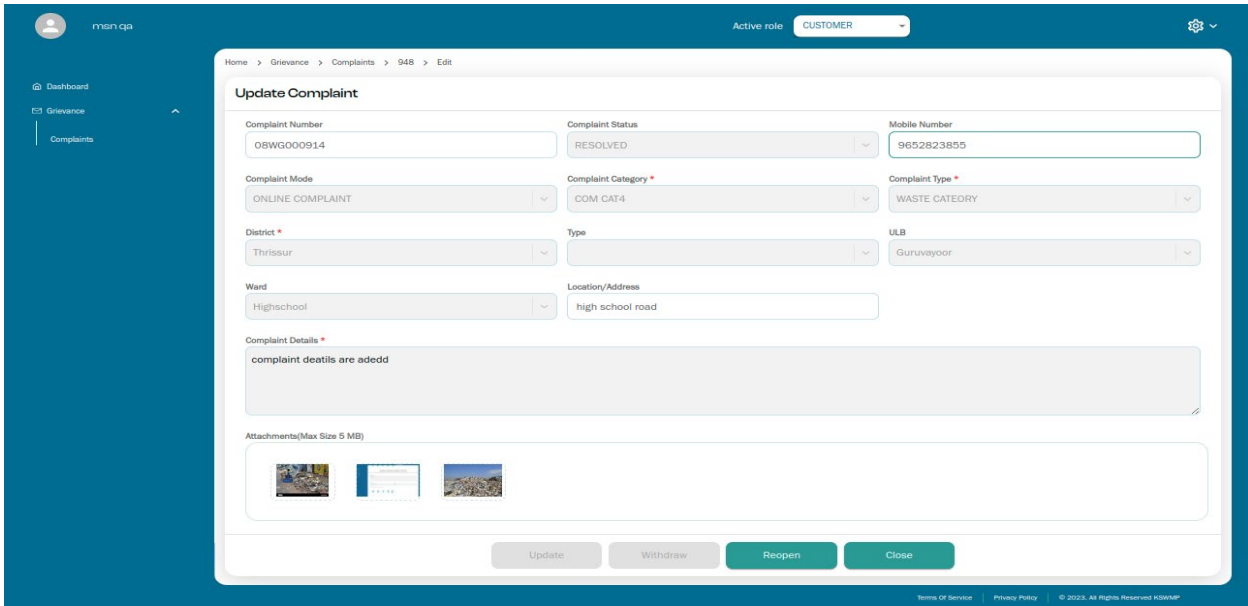 msn qa
Active role CUSTOMER
Home > Grievance > Complaints > 948 > Edit
Dashboard
Grievance
Complaints
Update Complaint
Complaint Number Complaint Status Mobile Number
08WG000914 RESOLVED 9652823855
Complaint Mode Complaint Category * Complaint Type *
ONLINE COMPLAINT COM CAT4 WASTE CATEORY
District * Type ULB
Thrissur Guruvayoor
Ward Location/Address
Highschool high school road
Complaint Details *
complaint deatils are adedd
Attachments(Max Size 5 MB)
Update Withdraw Reopen Close
Terms Of Service | Privacy Policy | © 2023, All Rights Reserved KSWMP